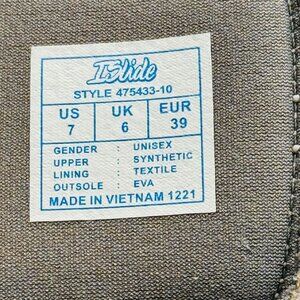 ISlide
STYLE 475433-10
US UK EUR
7 6 39
GENDER : UNISEX
UPPER : SYNTHETIC
LINING : TEXTILE
OUTSOLE : EVA
MADE IN VIETNAM 1221